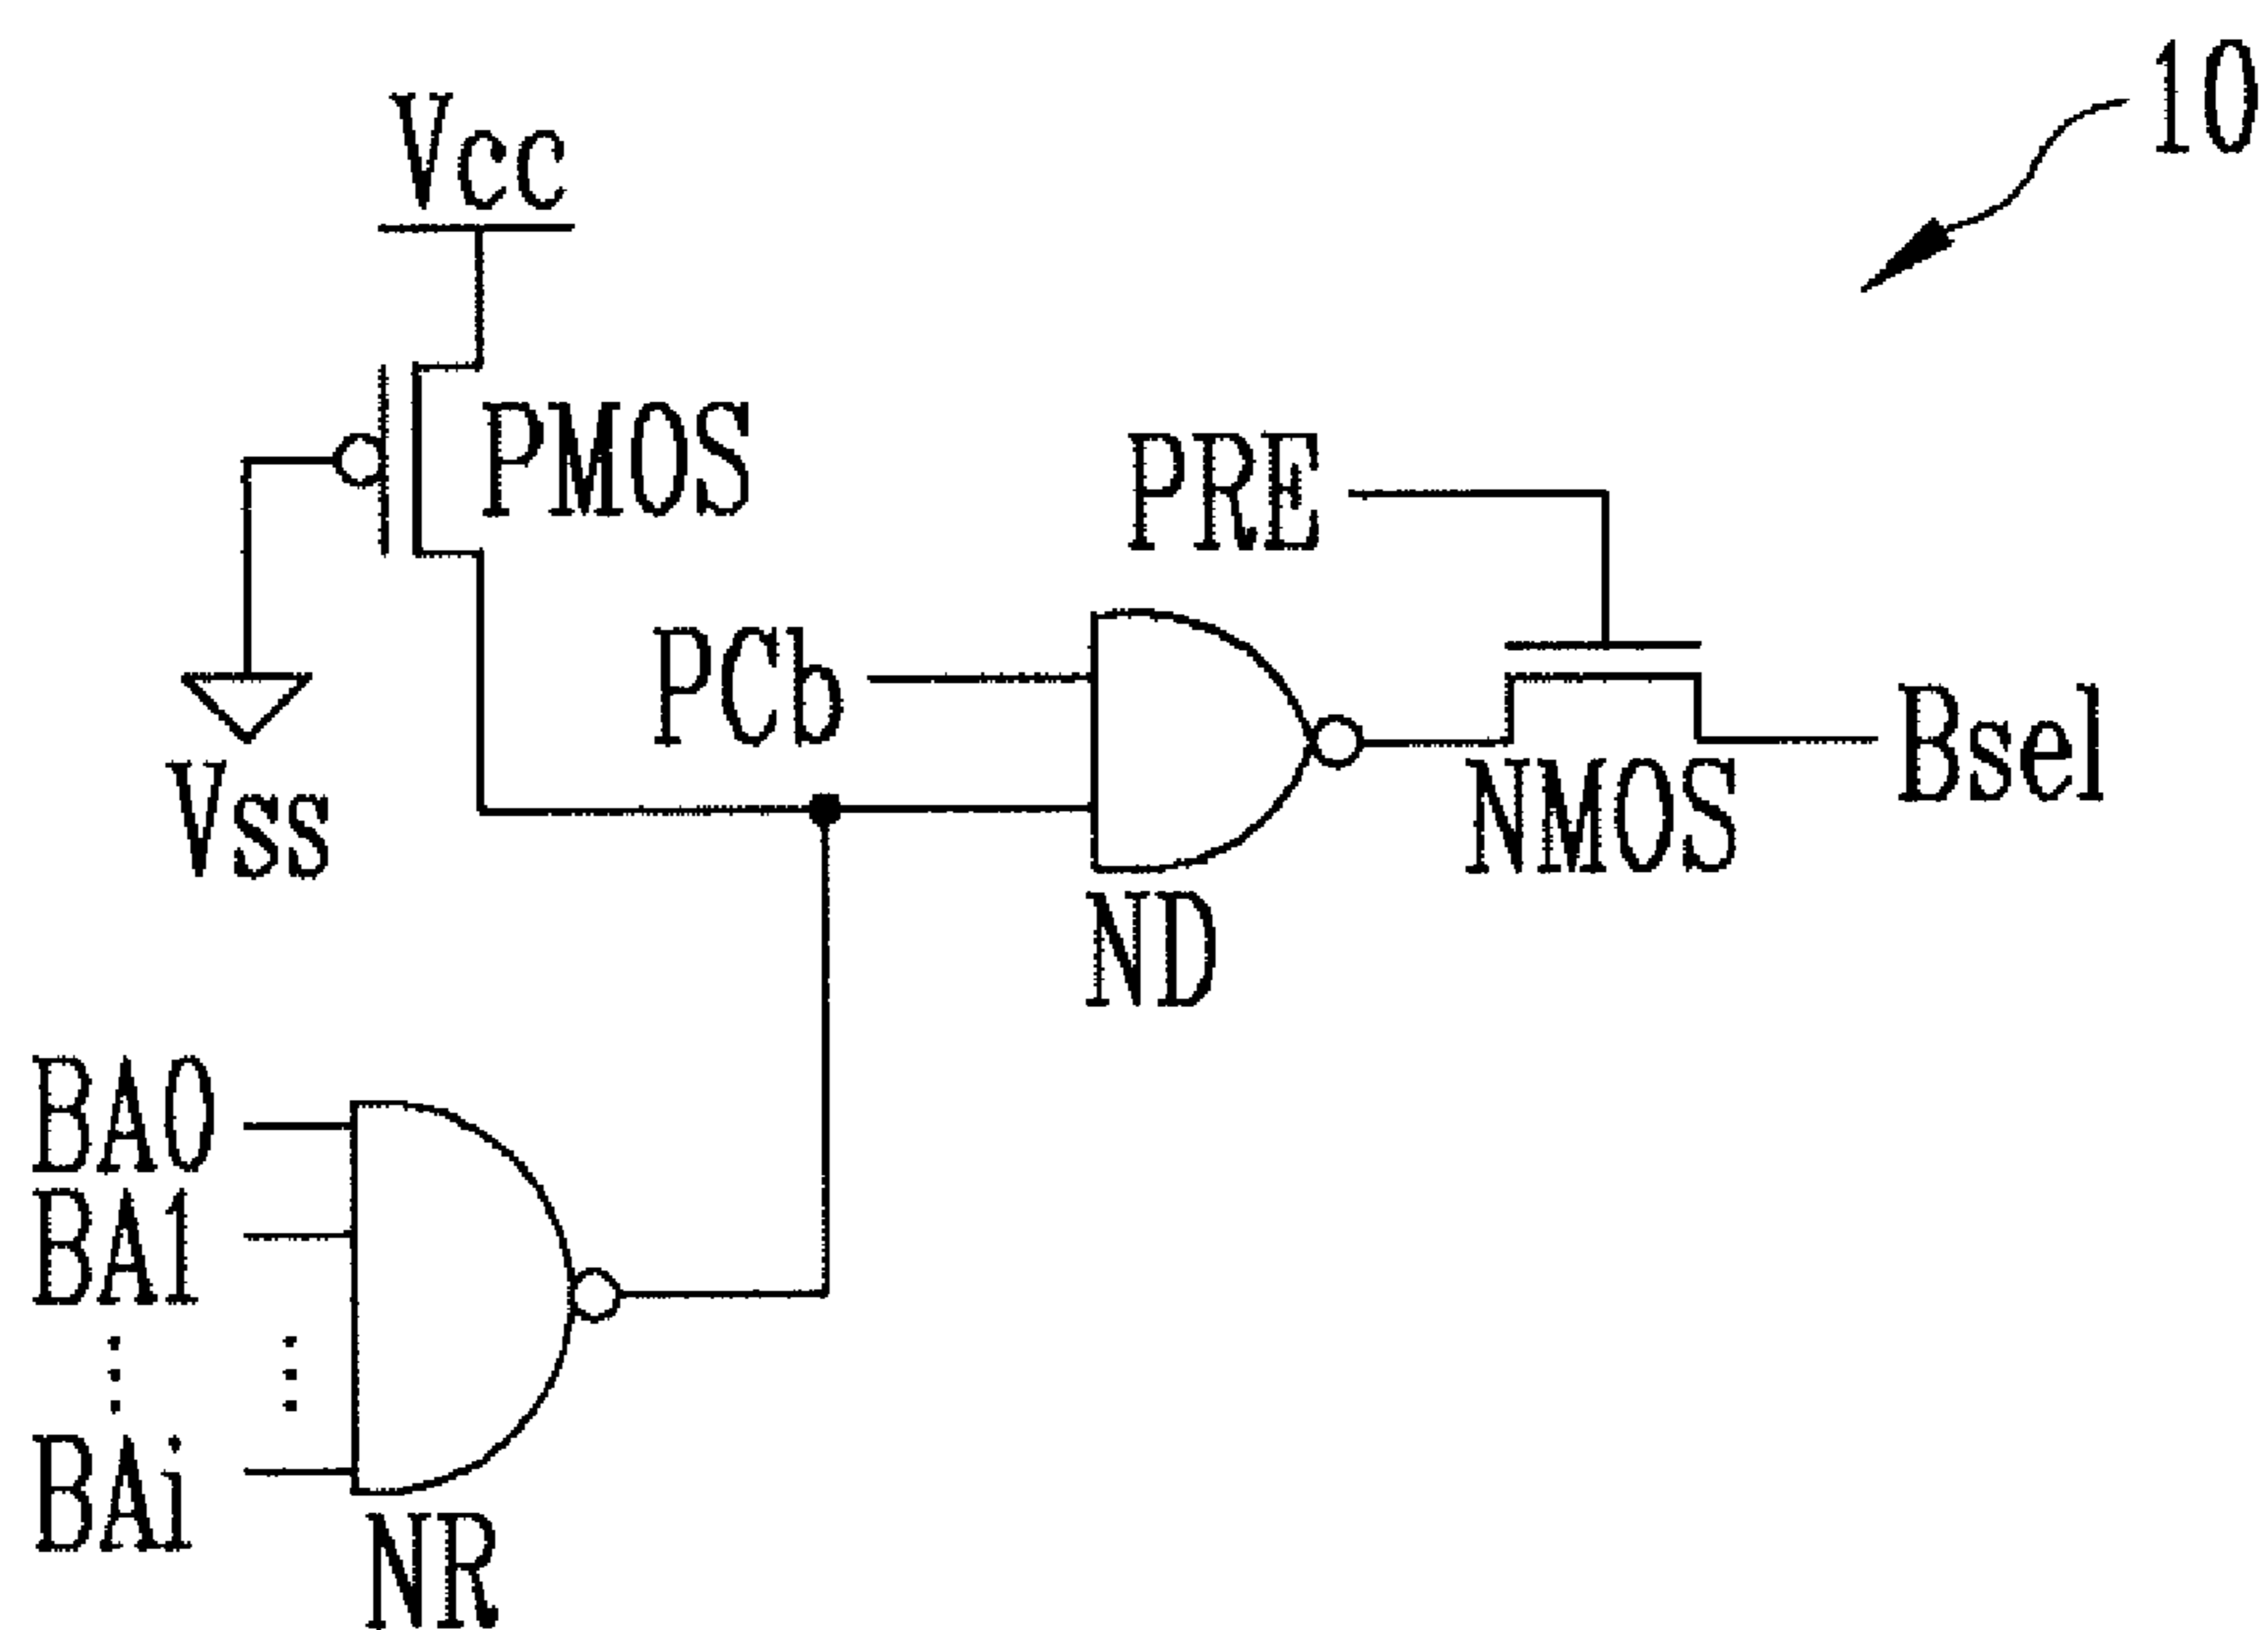 10
Vcc
PMOS
PRE
PCb
Bsel
Vss
NMOS
ND
BA0
BA1
BAi
NR